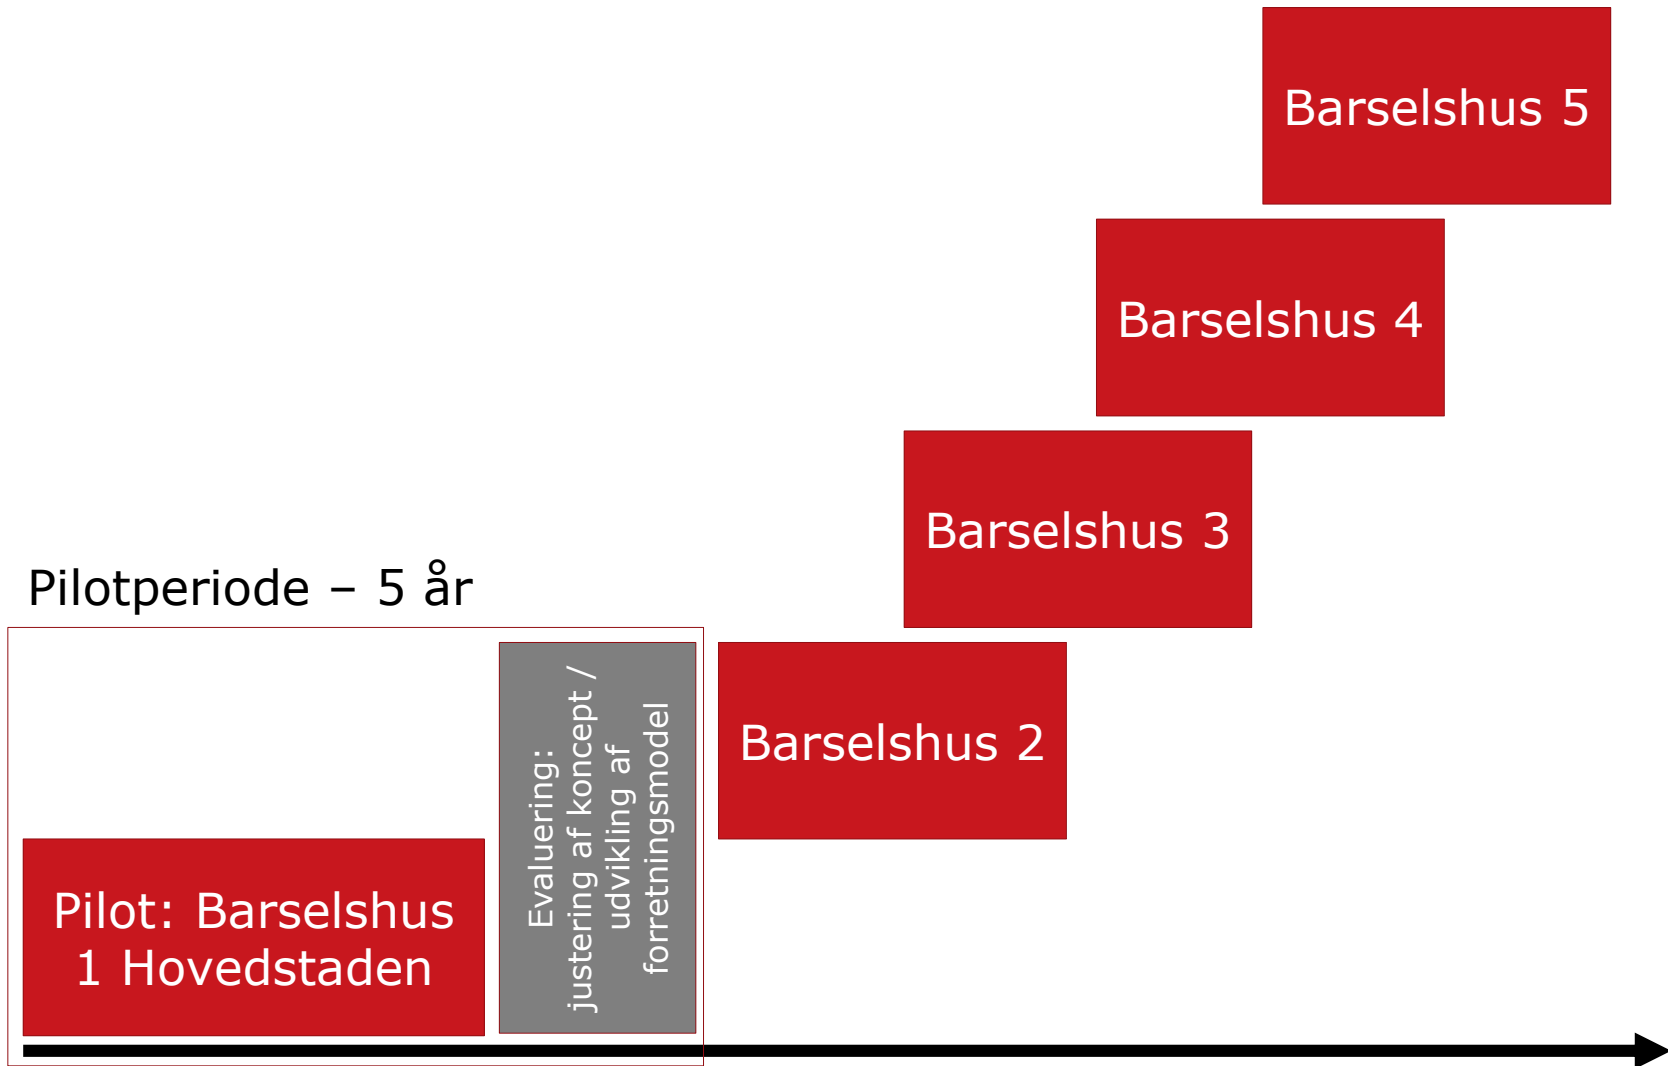 Barselshus 5
Barselshus 4
Barselshus 3
Pilotperiode – 5 år
Barselshus 2
Evaluering:
justering af koncept /
udvikling af
forretningsmodel
Pilot: Barselshus
1 Hovedstaden